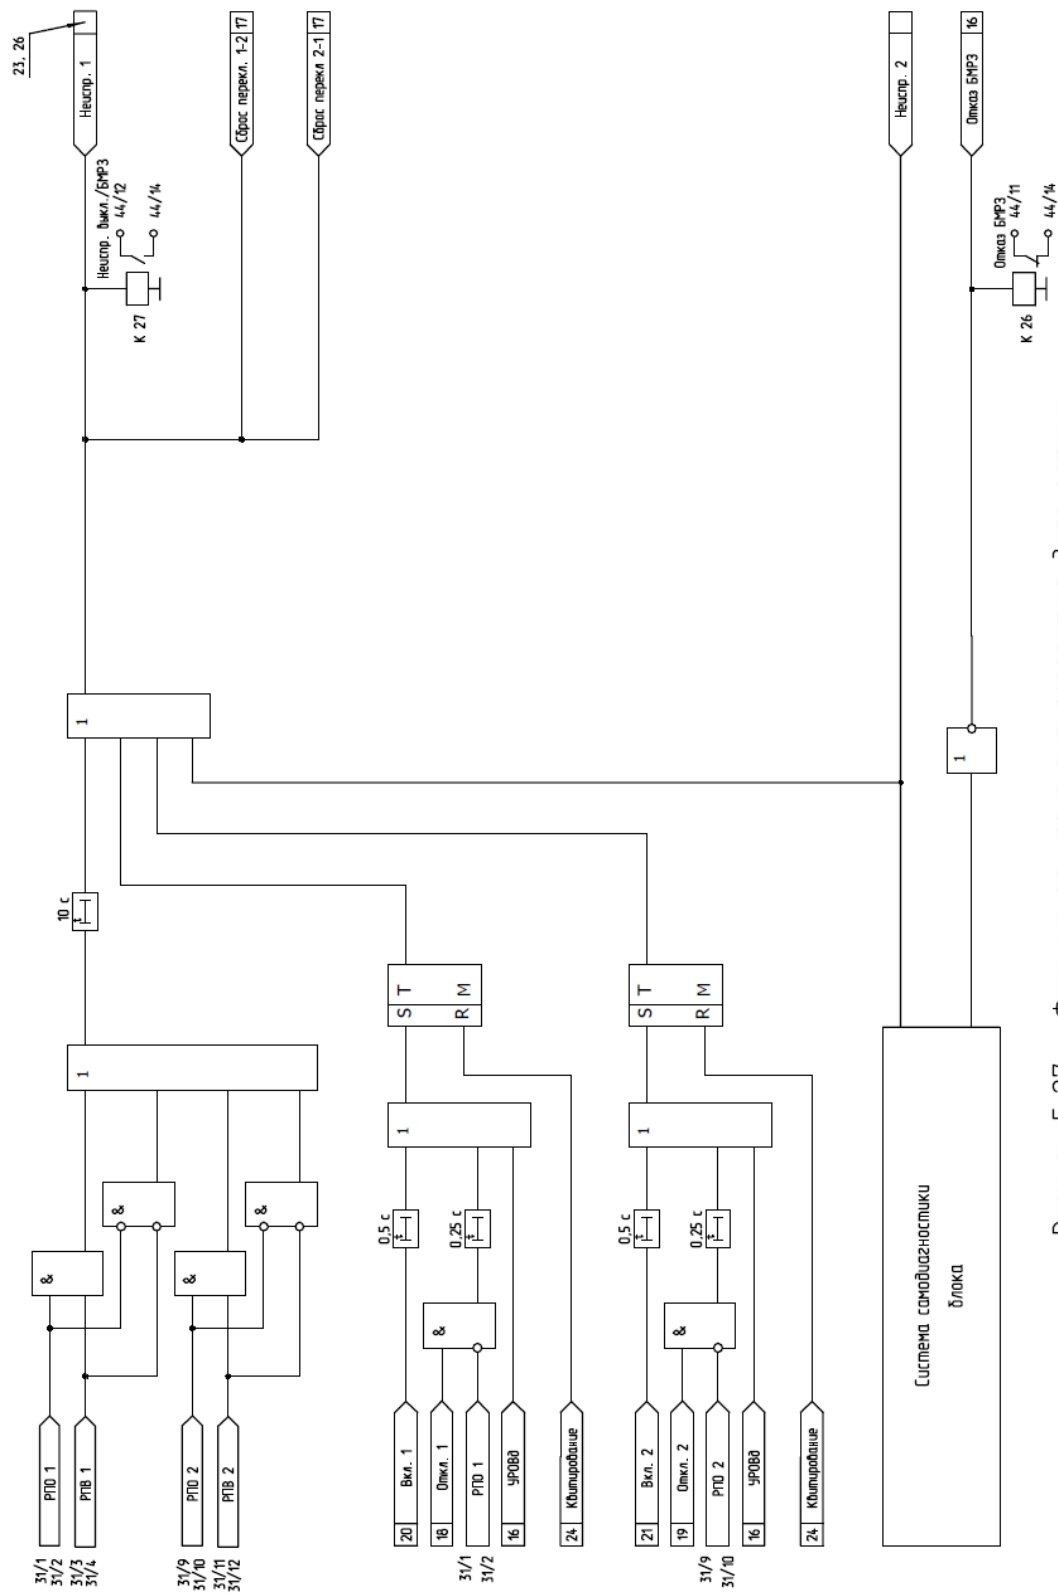 23, 26
Неиспр. 1
Сброс перекл. 1-2 17
Сброс перекл 2-1 17
Неиспр. 2
Отказ БМРЗ 16
Неиспр. выкл./БМРЗ
44/12
44/14
К 27
Отказ БМРЗ
44/11
44/14
К 26
1
1
10 с
1
&
&
&
&
31/1
31/2
РПО 1
31/3
31/4
РПВ 1
31/9
31/10
РПО 2
31/11
31/12
РПВ 2
S T
R M
1
0,5 с
0,25 с
&
20 Вкл. 1
18 Откл. 1
31/1
31/2
РПО 1
16 УРОВд
24 Квитирование
S T
R M
1
0,5 с
0,25 с
&
21 Вкл. 2
19 Откл. 2
31/9
31/10
РПО 2
16 УРОВд
24 Квитирование
Система самодиагностики
блока